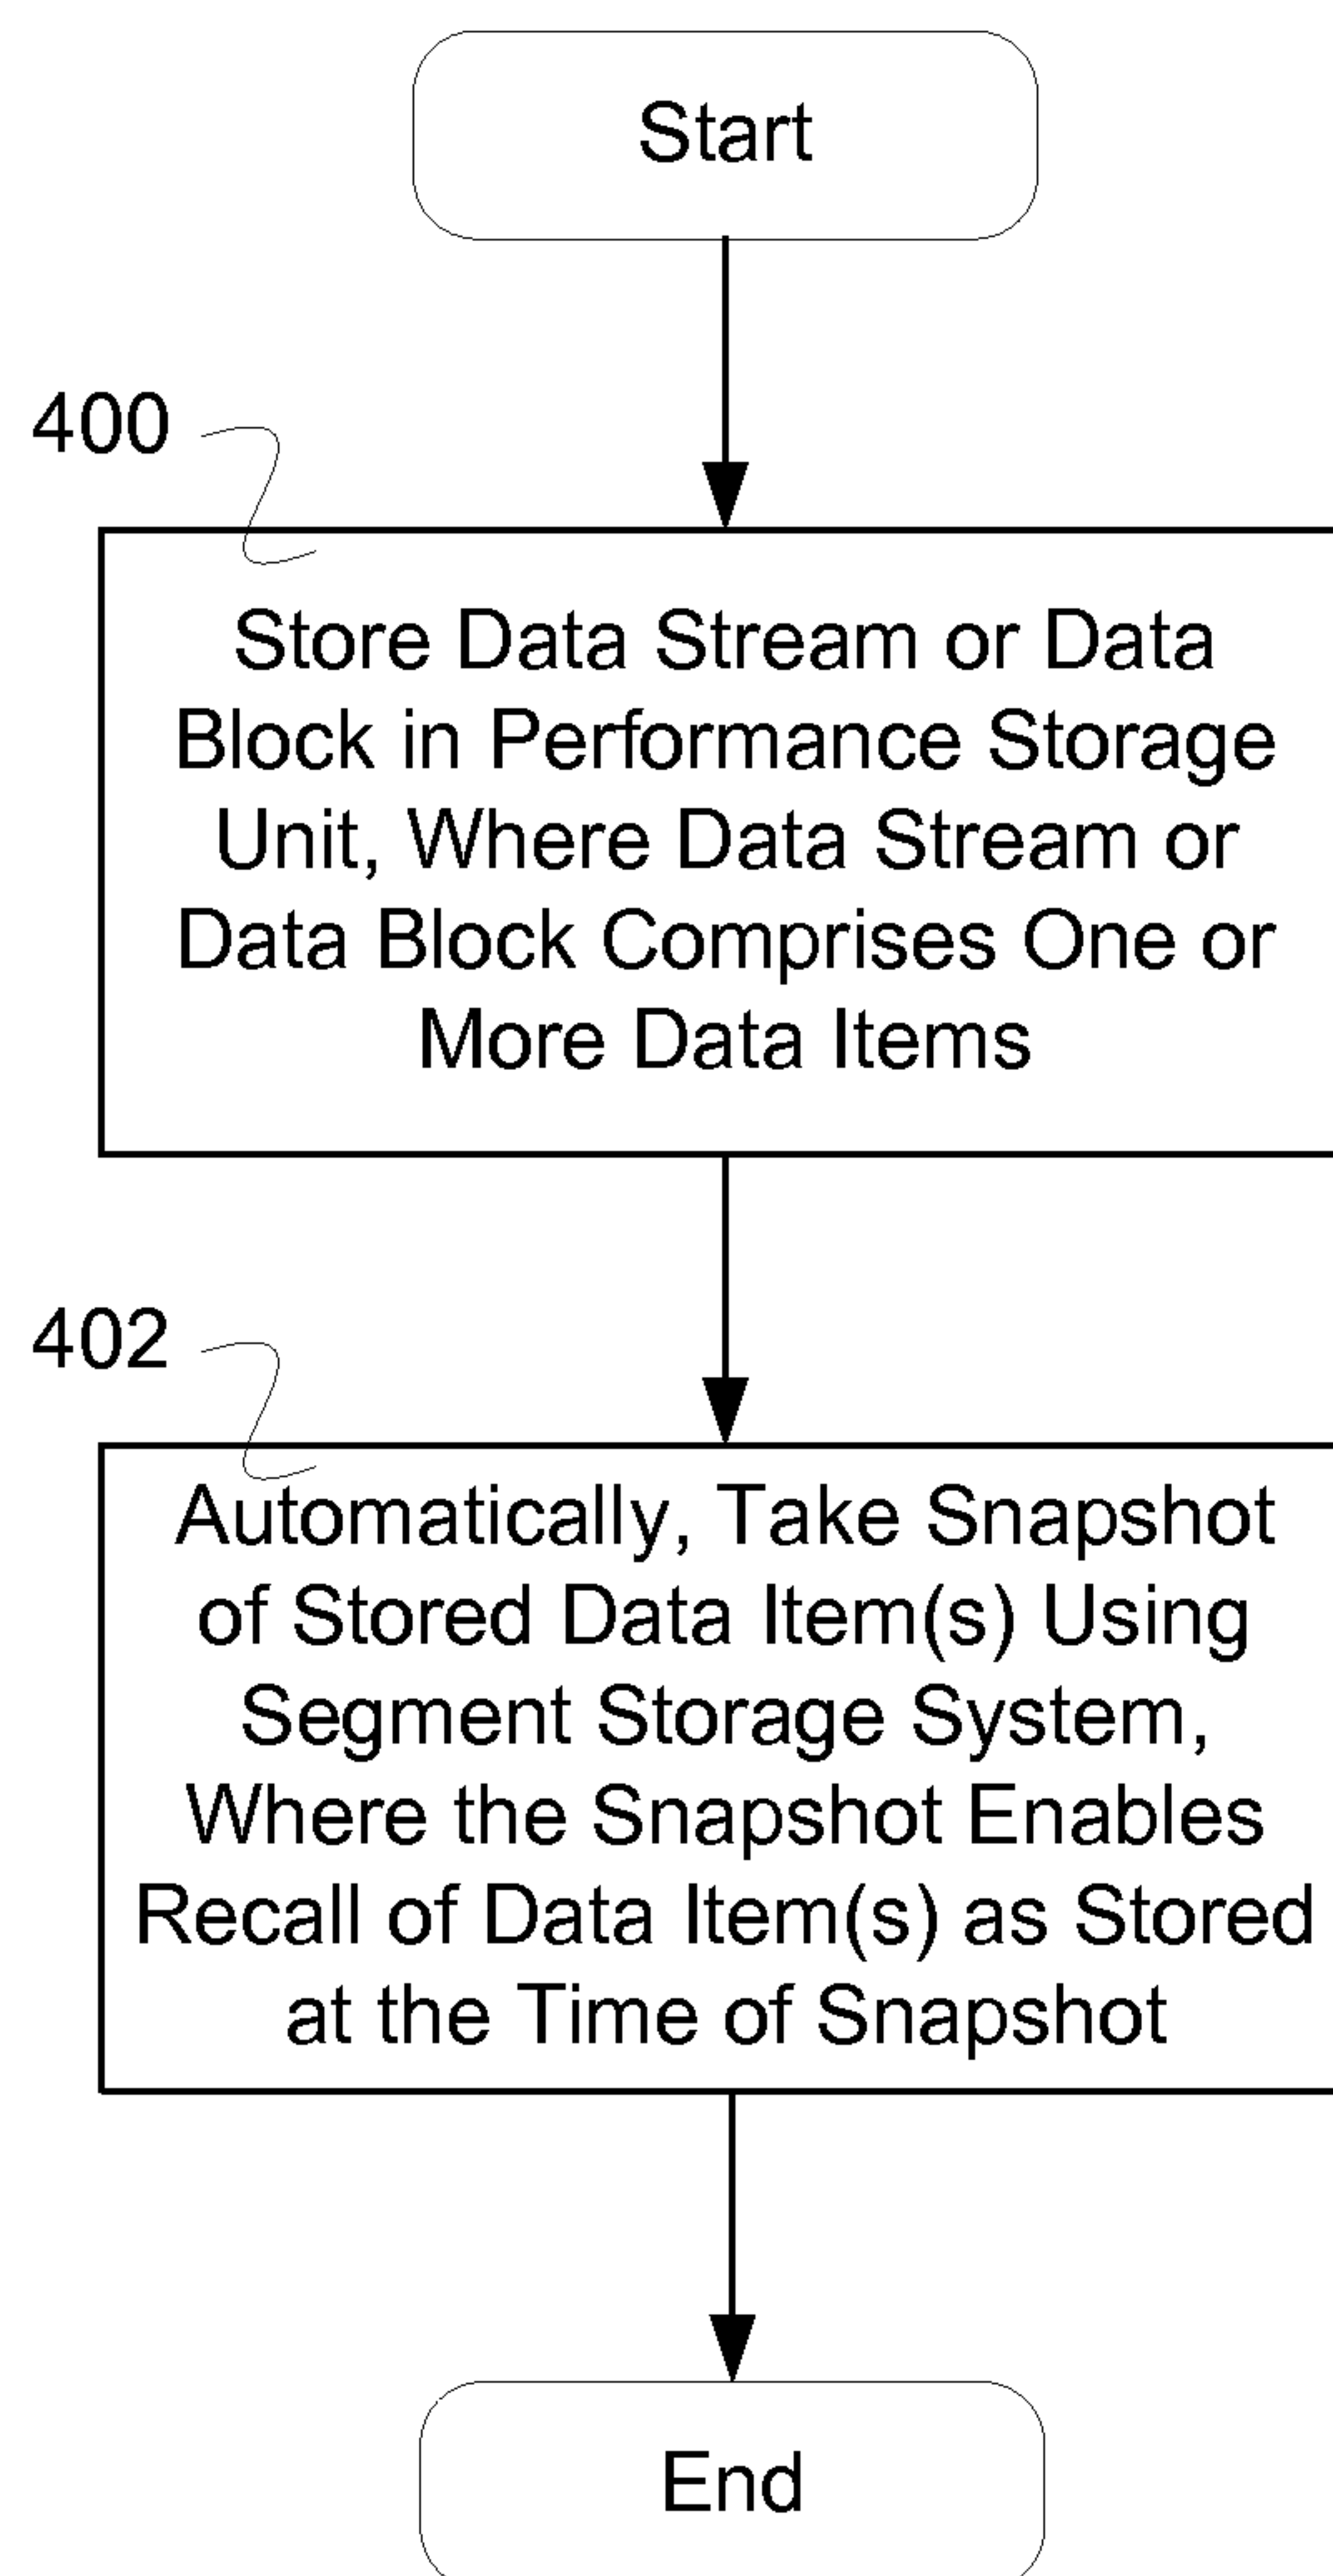 Start
400
Store Data Stream or Data
Block in Performance Storage
Unit, Where Data Stream or
Data Block Comprises One or
More Data Items
402
Automatically, Take Snapshot
of Stored Data Item(s) Using
Segment Storage System,
Where the Snapshot Enables
Recall of Data Item(s) as Stored
at the Time of Snapshot
End